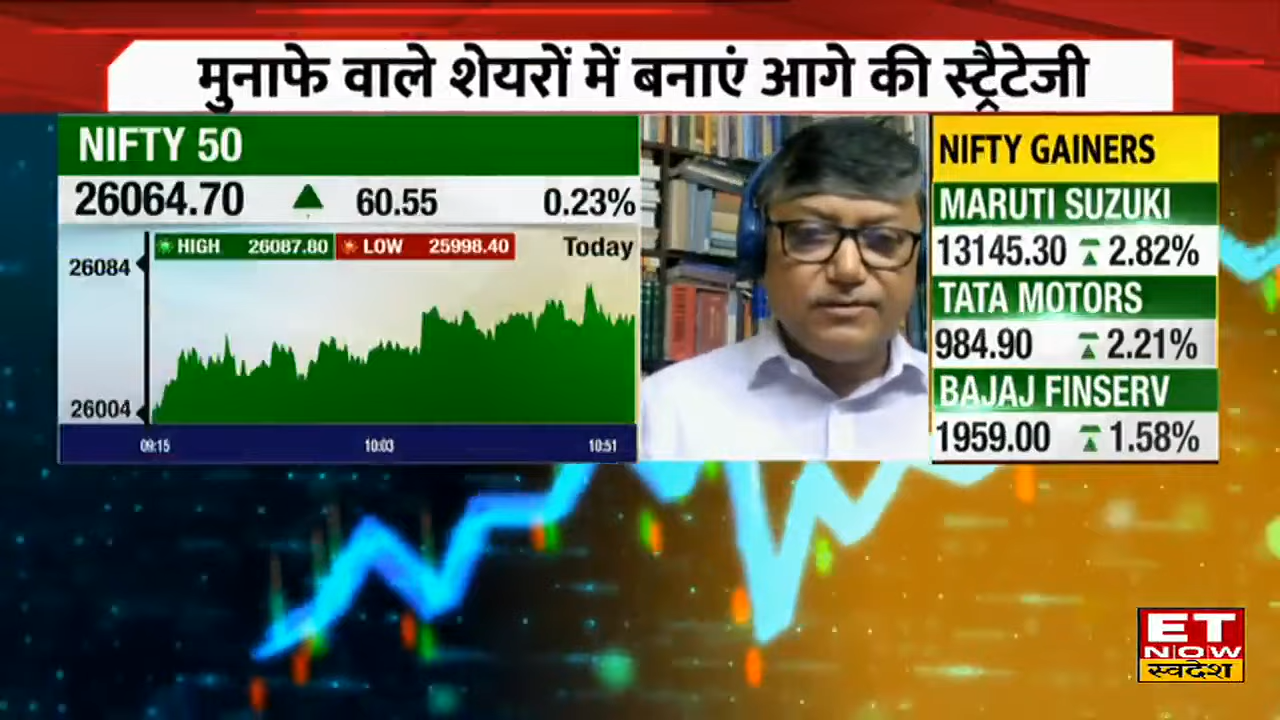 मुनाफे वाले शेयरों में बनाएं आगे की स्ट्रैटेजी
NIFTY 50
26064.70 60.55 0.23%
HIGH 26087.80 LOW 25998.40 Today
26084
26004
09:15 10:03 10:51
NIFTY GAINERS
MARUTI SUZUKI
13145.30 2.82%
TATA MOTORS
984.90 2.21%
BAJAJ FINSERV
1959.00 1.58%
ET
NOW
स्वदेश